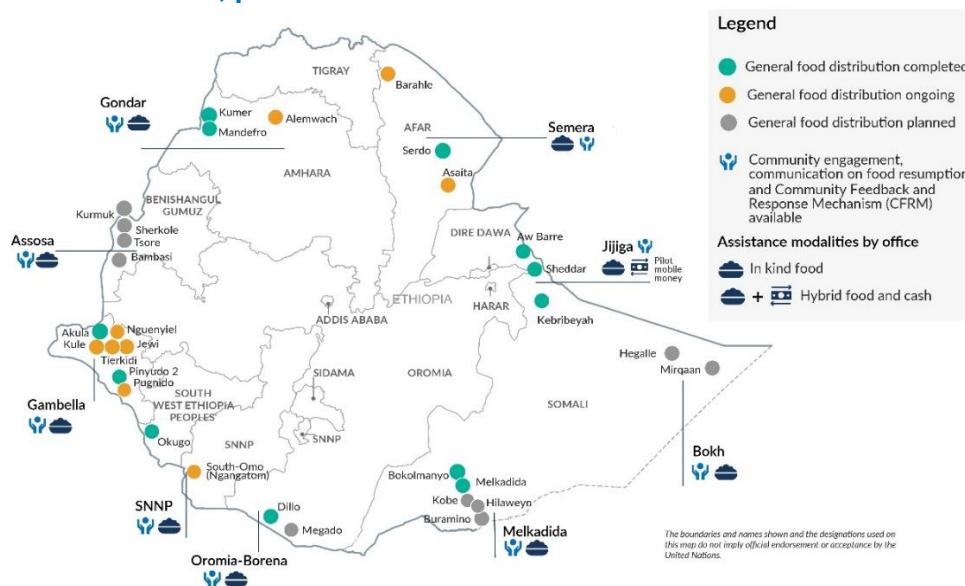 Legend
General food distribution completed
General food distribution ongoing
General food distribution planned
Community engagement,
communication on food resumption
and Community Feedback and
Response Mechanism (CFRM)
available
Assistance modalities by office
In kind food
+ Hybrid food and cash
TIGRAY
Barahle
Gondar
Kumer
Alemwach
Mandefro
AFAR
Semera
Serdo
AMHARA
Asaita
BENISHANGUL
GUMUZ
Kurmuk
Sherkole
Tsore
Assosa
Bambasi
DIRE DAWA
Aw Barre
Jijiga
Pilot
mobile
money
Sheddar
ETHIOPIA
HARAR
Kebribeyah
ADDIS ABABA
Akula
Nguenyiel
Kule
Jewi
Tierkidi
Pinyudo 2
Pugnido
Hegalle
Mirqaan
SIDAMA
OROMIA
SOUTH
WEST ETHIOPIA
PEOPLES
SOMALI
Gambella
Okugo
SNNP
SNNP
Bokh
South-Omo
(Ngangatom)
Bokolmanyo
Melkadida
Kobe
Hilaweyn
Buramino
SNNP
Dillo
Megado
Melkadida
Oromia-Borena
The boundaries and names shown and the designations used on
this map do not imply official endorsement or acceptance by the
United Nations.